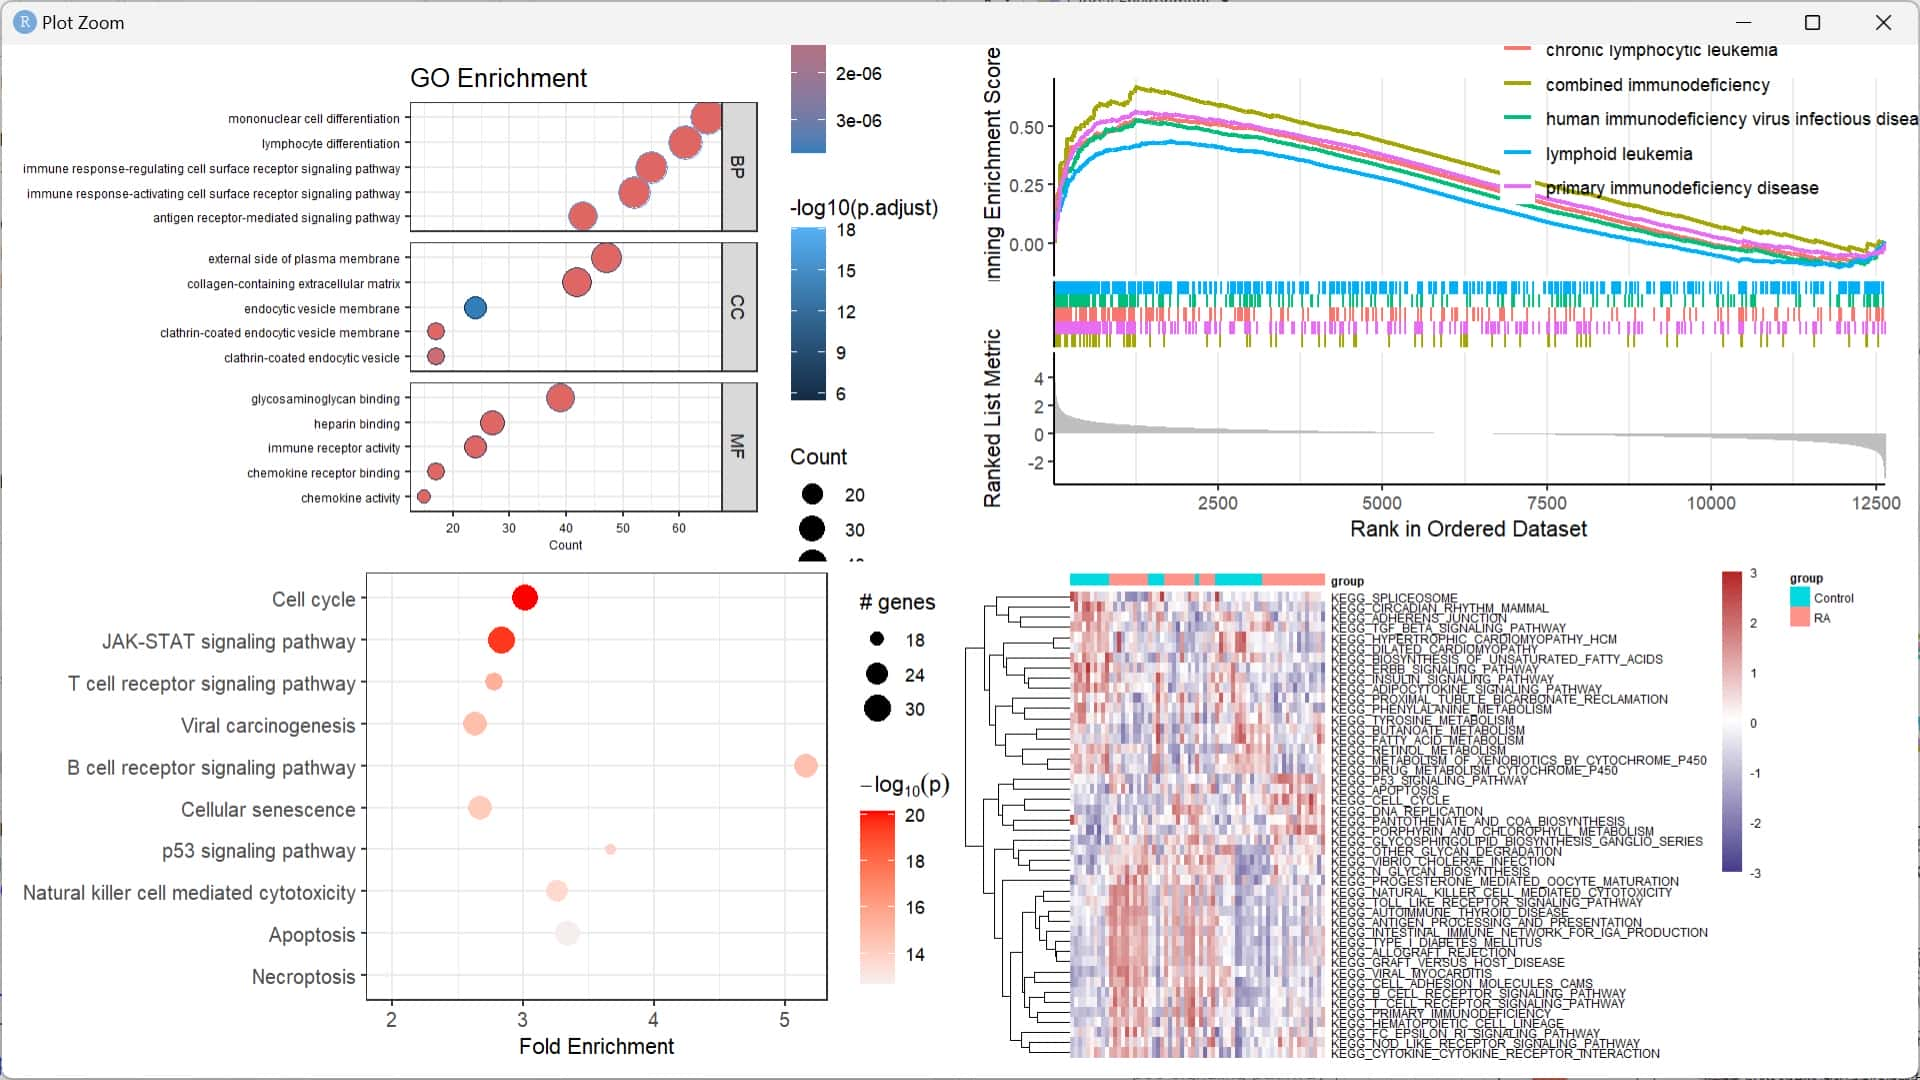 Plot Zoom
GO Enrichment
mononuclear cell differentiation
lymphocyte differentiation
immune response-regulating cell surface receptor signaling pathway
immune response-activating cell surface receptor signaling pathway
antigen receptor-mediated signaling pathway
BP
external side of plasma membrane
collagen-containing extracellular matrix
endocytic vesicle membrane
clathrin-coated endocytic vesicle membrane
clathrin-coated endocytic vesicle
CC
glycosaminoglycan binding
heparin binding
immune receptor activity
chemokine receptor binding
chemokine activity
MF
20 30 40 50 60
Count
2e-06
3e-06
-log10(p.adjust)
18
15
12
9
6
Count
20
30
Enrichment Score
0.50
0.25
0.00
chronic lymphocytic leukemia
combined immunodeficiency
human immunodeficiency virus infectious disea
lymphoid leukemia
primary immunodeficiency disease
Ranked List Metric
4
2
0
-2
2500 5000 7500 10000 12500
Rank in Ordered Dataset
Cell cycle
JAK-STAT signaling pathway
T cell receptor signaling pathway
Viral carcinogenesis
B cell receptor signaling pathway
Cellular senescence
p53 signaling pathway
Natural killer cell mediated cytotoxicity
Apoptosis
Necroptosis
2 3 4 5
Fold Enrichment
# genes
18
24
30
−log10(p)
20
18
16
14
group
KEGG_SPLICEOSOME
KEGG_CIRCADIAN_RHYTHM_MAMMAL
KEGG_ADHERENS_JUNCTION
KEGG_TGF_BETA_SIGNALING_PATHWAY
KEGG_HYPERTROPHIC_CARDIOMYOPATHY_HCM
KEGG_DILATED_CARDIOMYOPATHY
KEGG_BIOSYNTHESIS_OF_UNSATURATED_FATTY_ACIDS
KEGG_ERBB_SIGNALING_PATHWAY
KEGG_INSULIN_SIGNALING_PATHWAY
KEGG_ADIPOCYTOKINE_SIGNALING_PATHWAY
KEGG_PROXIMAL_TUBULE_BICARBONATE_RECLAMATION
KEGG_PHENYLALANINE_METABOLISM
KEGG_TYROSINE_METABOLISM
KEGG_BUTANOATE_METABOLISM
KEGG_FATTY_ACID_METABOLISM
KEGG_RETINOL_METABOLISM
KEGG_METABOLISM_OF_XENOBIOTICS_BY_CYTOCHROME_P450
KEGG_DRUG_METABOLISM_CYTOCHROME_P450
KEGG_P53_SIGNALING_PATHWAY
KEGG_APOPTOSIS
KEGG_CELL_CYCLE
KEGG_DNA_REPLICATION
KEGG_PANTOTHENATE_AND_COA_BIOSYNTHESIS
KEGG_PORPHYRIN_AND_CHLOROPHYLL_METABOLISM
KEGG_GLYCOSPHINGOLIPID_BIOSYNTHESIS_GANGLIO_SERIES
KEGG_OTHER_GLYCAN_DEGRADATION
KEGG_VIBRIO_CHOLERAE_INFECTION
KEGG_N_GLYCAN_BIOSYNTHESIS
KEGG_PROGESTERONE_MEDIATED_OOCYTE_MATURATION
KEGG_NATURAL_KILLER_CELL_MEDIATED_CYTOTOXICITY
KEGG_TOLL_LIKE_RECEPTOR_SIGNALING_PATHWAY
KEGG_AUTOIMMUNE_THYROID_DISEASE
KEGG_ANTIGEN_PROCESSING_AND_PRESENTATION
KEGG_INTESTINAL_IMMUNE_NETWORK_FOR_IGA_PRODUCTION
KEGG_TYPE_I_DIABETES_MELLITUS
KEGG_ALLOGRAFT_REJECTION
KEGG_GRAFT_VERSUS_HOST_DISEASE
KEGG_VIRAL_MYOCARDITIS
KEGG_CELL_ADHESION_MOLECULES_CAMS
KEGG_B_CELL_RECEPTOR_SIGNALING_PATHWAY
KEGG_T_CELL_RECEPTOR_SIGNALING_PATHWAY
KEGG_PRIMARY_IMMUNODEFICIENCY
KEGG_HEMATOPOIETIC_CELL_LINEAGE
KEGG_FC_EPSILON_RI_SIGNALING_PATHWAY
KEGG_NOD_LIKE_RECEPTOR_SIGNALING_PATHWAY
KEGG_CYTOKINE_CYTOKINE_RECEPTOR_INTERACTION
3
2
1
0
-1
-2
-3
group
Control
RA